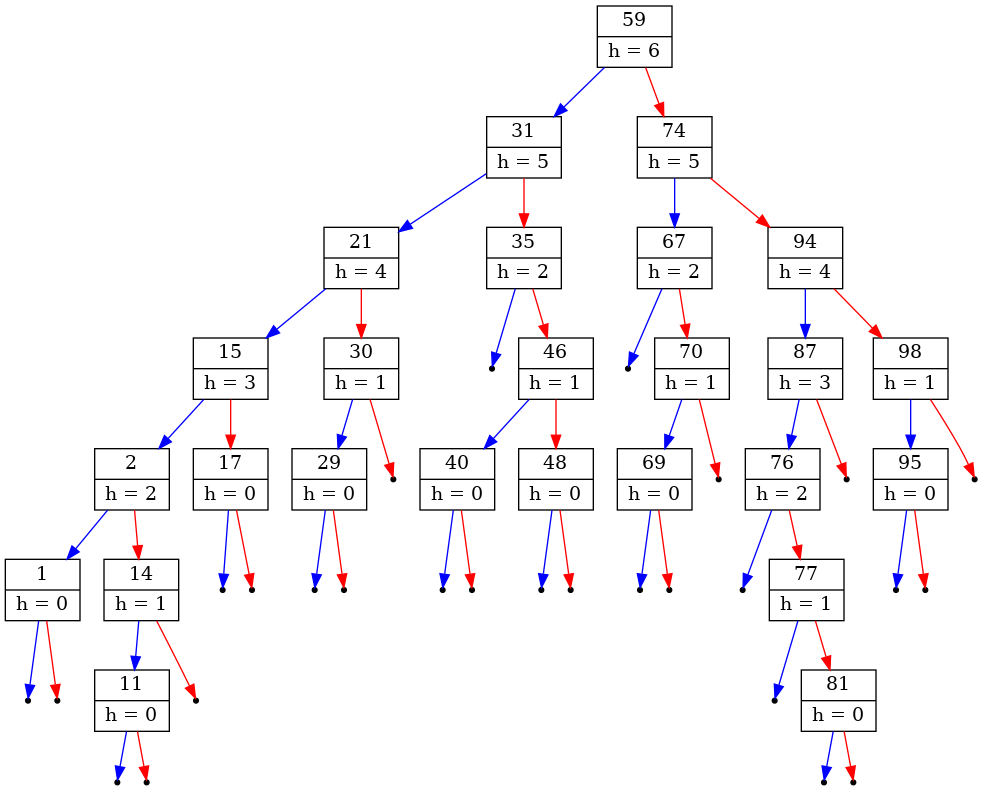 59
h = 6
31
h = 5
74
h = 5
21
h = 4
35
h = 2
67
h = 2
94
h = 4
15
h = 3
30
h = 1
46
h = 1
70
h = 1
87
h = 3
98
h = 1
2
h = 2
17
h = 0
29
h = 0
40
h = 0
48
h = 0
69
h = 0
76
h = 2
95
h = 0
1
h = 0
14
h = 1
77
h = 1
11
h = 0
81
h = 0